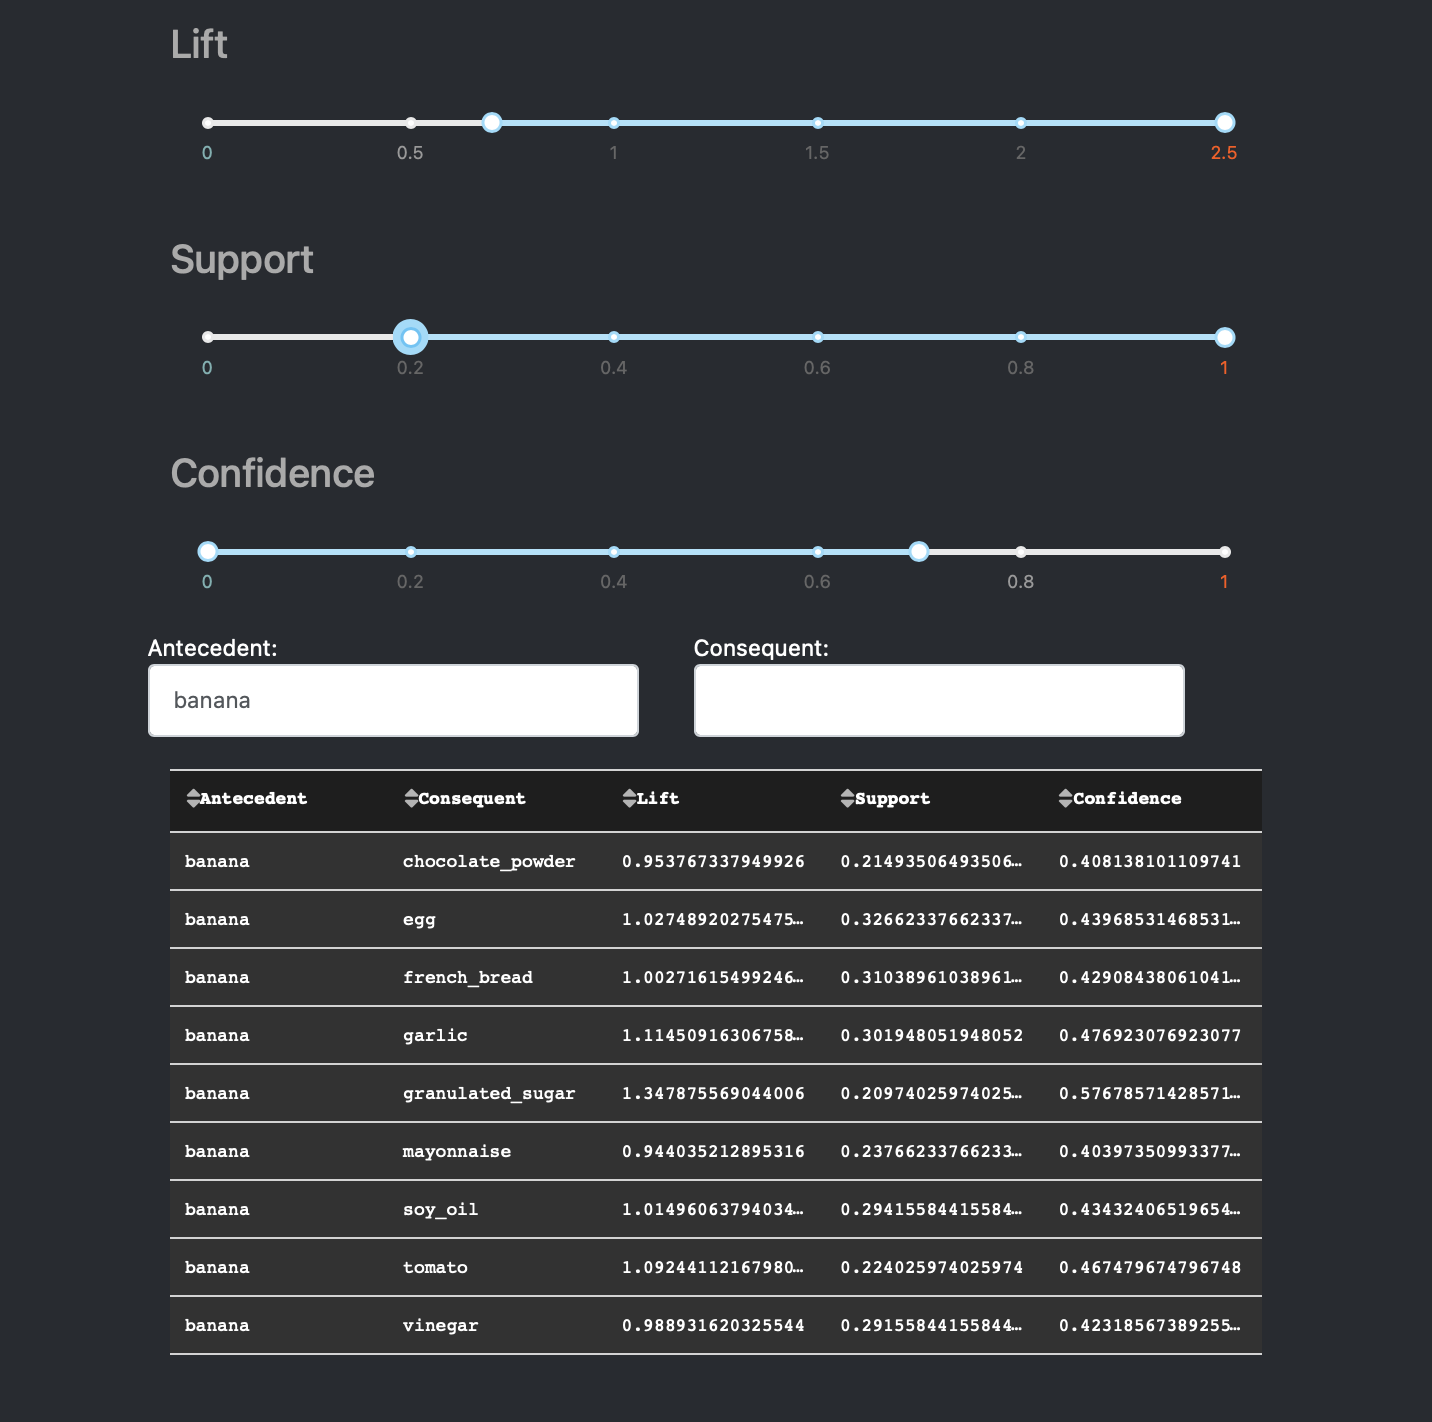 Lift
0 0.5 1 1.5 2 2.5
Support
0 0.2 0.4 0.6 0.8 1
Confidence
0 0.2 0.4 0.6 0.8 1
Antecedent: Consequent:
banana
Antecedent Consequent Lift Support Confidence
banana chocolate_powder 0.953767337949926 0.21493506493506… 0.408138101109741
banana egg 1.02748920275475… 0.32662337662337… 0.43968531468531…
banana french_bread 1.00271615499246… 0.31038961038961… 0.42908438061041…
banana garlic 1.11450916306758… 0.301948051948052 0.476923076923077
banana granulated_sugar 1.347875569044006 0.20974025974025… 0.57678571428571…
banana mayonnaise 0.944035212895316 0.23766233766233… 0.40397350993377…
banana soy_oil 1.01496063794034… 0.29415584415584… 0.43432406519654…
banana tomato 1.09244112167980… 0.224025974025974 0.467479674796748
banana vinegar 0.988931620325544 0.29155844155844… 0.42318567389255…